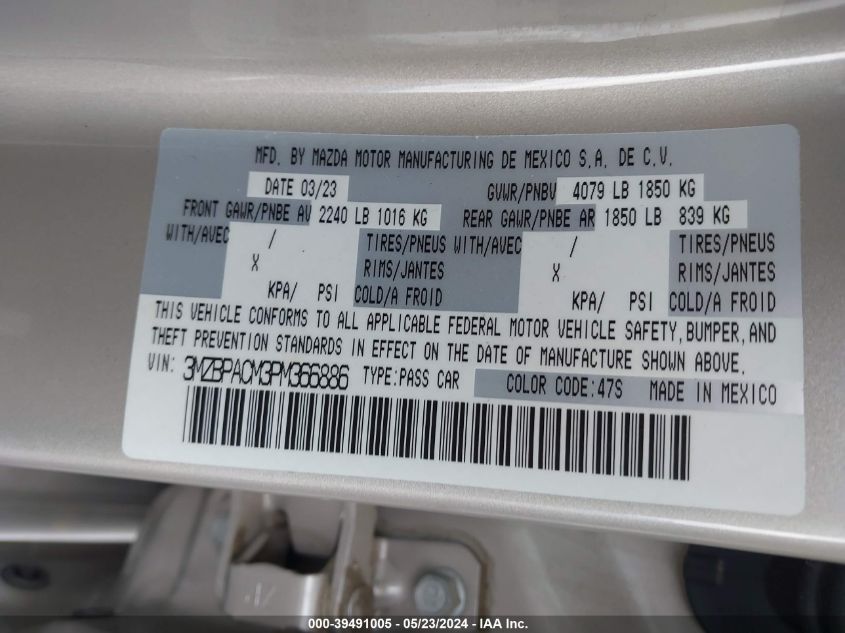 MFD. BY MAZDA MOTOR MANUFACTURING DE MEXICO S.A. DE C.V.
DATE 03/23 GVWR/PNBV 4079 LB 1850 KG
FRONT GAWR/PNBE AV 2240 LB 1016 KG REAR GAWR/PNBE AR 1850 LB 839 KG
WITH/AVEC / TIRES/PNEUS WITH/AVEC / TIRES/PNEUS
X RIMS/JANTES X RIMS/JANTES
KPA/ PSI COLD/A FROID KPA/ PSI COLD/A FROID
THIS VEHICLE CONFORMS TO ALL APPLICABLE FEDERAL MOTOR VEHICLE SAFETY, BUMPER, AND
THEFT PREVENTION STANDARDS IN EFFECT ON THE DATE OF MANUFACTURE SHOWN ABOVE.
VIN: 3MZBPACM3PM366886 TYPE:PASS CAR COLOR CODE:47S MADE IN MEXICO
000-39491005 - 05/23/2024 - IAA Inc.